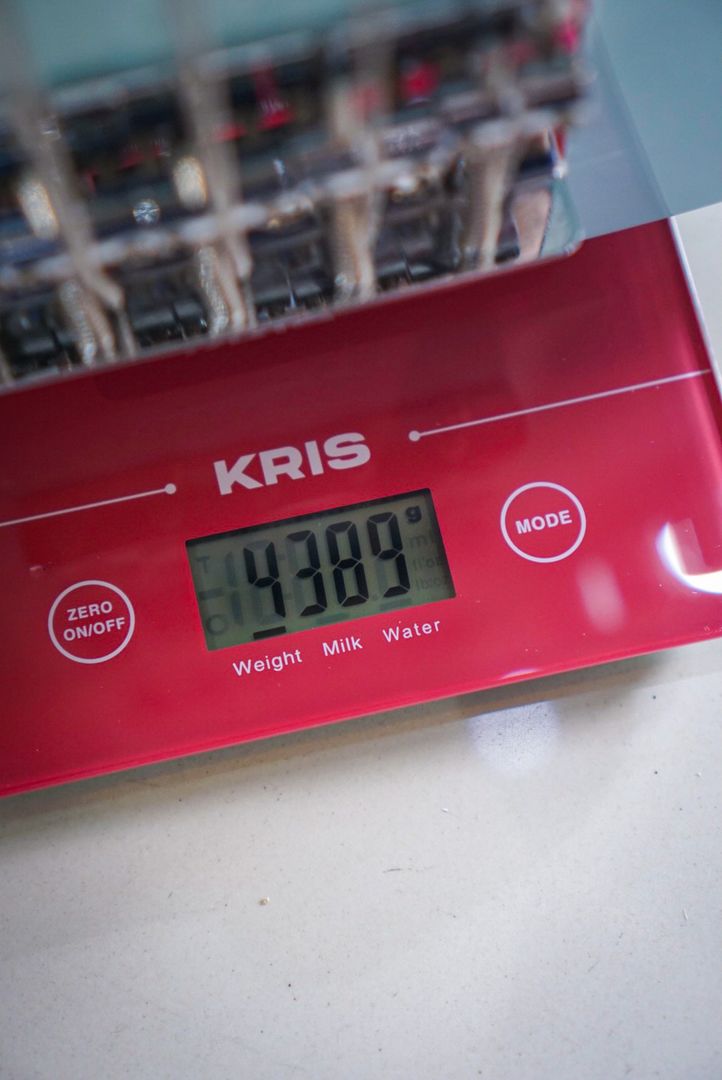 KRIS
MODE
4389 g
ZERO
ON/OFF
Weight Milk Water